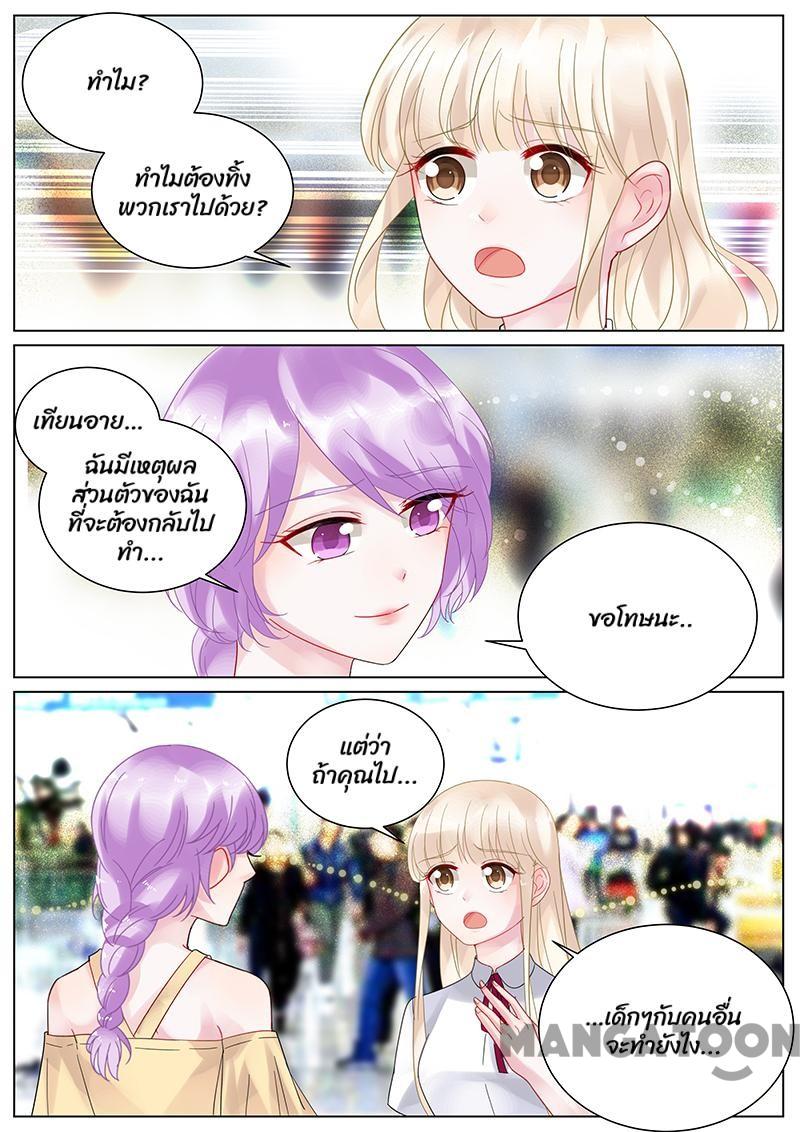 ทำไม?
ทำไมต้องทิ้ง
พวกเราไปด้วย?
เทียนอาย...
ฉันมีเหตุผล
ส่วนตัวของฉัน
ที่จะต้องกลับไป
ทำ...
ขอโทษนะ..
แต่ว่า
ถ้าคุณไป...
...เด็กๆกับคนอื่น
จะทำยังไง...
MANGATOON